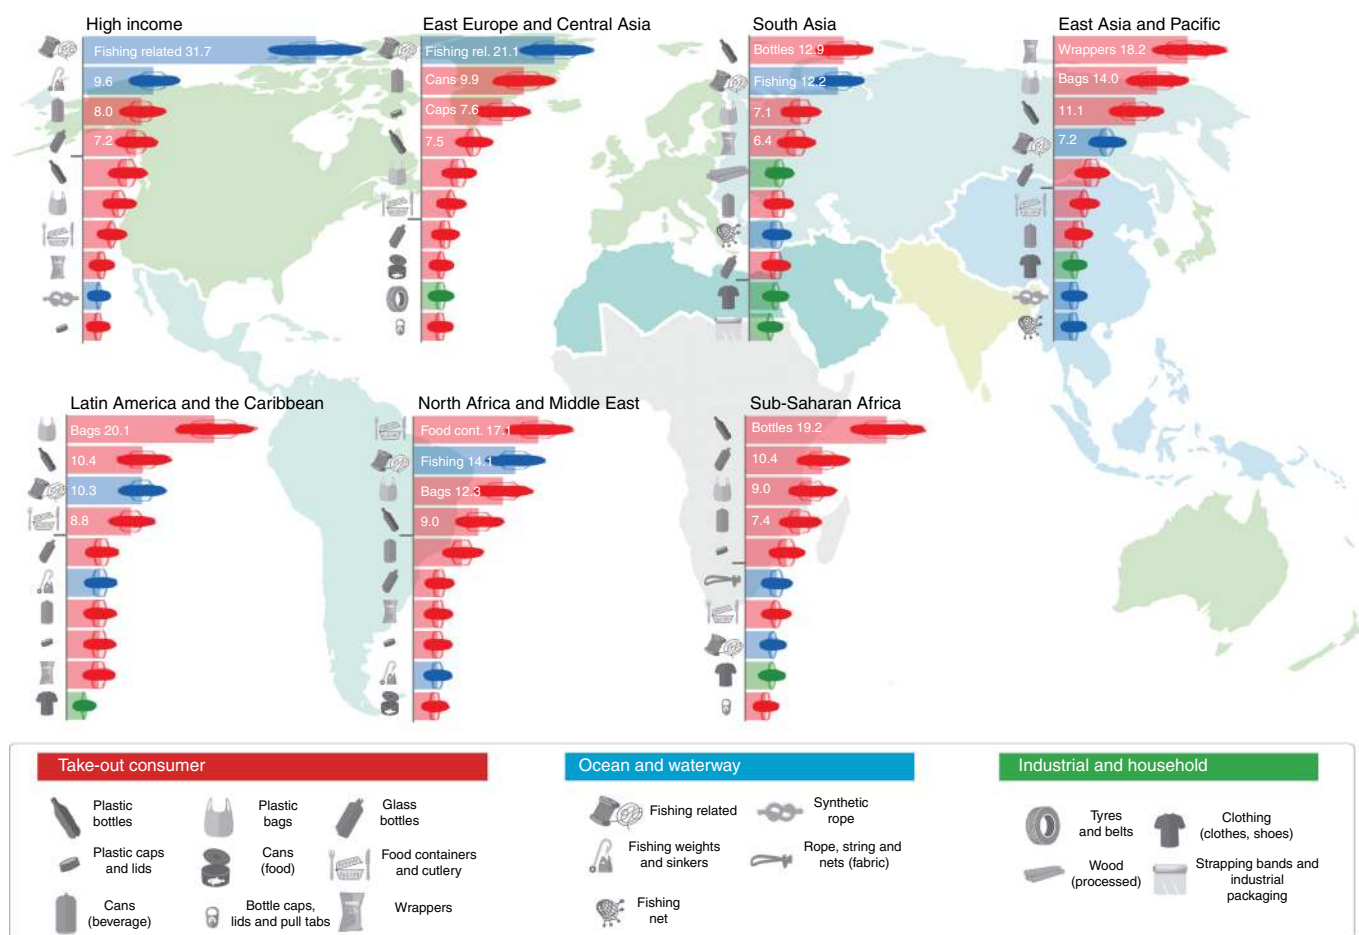 High income
Fishing related 31.7
9.6
8.0
7.2
East Europe and Central Asia
Fishing rel. 21.1
Cans 9.9
Caps 7.6
7.5
South Asia
Bottles 12.9
Fishing 12.2
7.1
6.4
East Asia and Pacific
Wrappers 18.2
Bags 14.0
11.1
7.2
Latin America and the Caribbean
Bags 20.1
10.4
10.3
8.8
North Africa and Middle East
Food cont. 17.1
Fishing 14.1
Bags 12.3
9.0
Sub-Saharan Africa
Bottles 19.2
10.4
9.0
7.4
Take-out consumer
Plastic
bottles
Plastic
bags
Glass
bottles
Plastic caps
and lids
Cans
(food)
Food containers
and cutlery
Cans
(beverage)
Bottle caps,
lids and pull tabs
Wrappers
Ocean and waterway
Fishing related
Synthetic
rope
Fishing weights
and sinkers
Rope, string and
nets (fabric)
Fishing
net
Industrial and household
Tyres
and belts
Clothing
(clothes, shoes)
Wood
(processed)
Strapping bands and
industrial
packaging